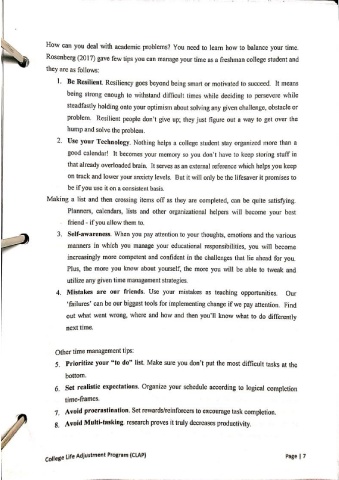 How can you deal with academic problems? You need to learn how to balance your time.
Rosenberg (2017) gave few tips you can manage your time as a freshman college student and
they are as follows:
1. Be Resilient. Resiliency goes beyond being smart or motivated to succeed. It means
being strong enough to withstand difficult times while deciding to persevere while
steadfastly holding onto your optimism about solving any given challenge, obstacle or
problem. Resilient people don't give up; they just figure out a way to get over the
hump and solve the problem.
2. Use your Technology. Nothing helps a college student stay organized more than a
good calendar! It becomes your memory so you don't have to keep storing stuff in
that already overloaded brain. It serves as an external reference which helps you keep
on track and lower your anxiety levels. But it will only be the lifesaver it promises to
be if you use it on a consistent basis.
Making a list and then crossing items off as they are completed, can be quite satisfying.
Planners, calendars, lists and other organizational helpers will become your best
friend - if you allow them to.
3. Self-awareness. When you pay attention to your thoughts, emotions and the various
manners in which you manage your educational responsibilities, you will become
increasingly more competent and confident in the challenges that lie ahead for you.
Plus, the more you know about yourself, the more you will be able to tweak and
utilize any given time management strategies.
4. Mistakes are our friends. Use your mistakes as teaching opportunities. Our
'failures' can be our biggest tools for implementing change if we pay attention. Find
out what went wrong, where and how and then you'll know what to do differently
next time.
Other time management tips:
5. Prioritize your "to do" list. Make sure you don't put the most difficult tasks at the
bottom.
6. Set realistic expectations. Organize your schedule according to logical completion
time-frames.
7. Avoid procrastination. Set rewards/reinforcers to encourage task completion.
8. Avoid Multi-tasking. research proves it truly decreases productivity.
College Life Adjustment Program (CLAP) Page | 7